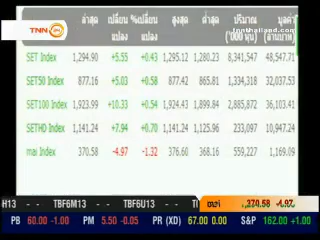 TNN 24
tnnthailand.com
ล่าสุด เปลี่ยนแปลง %เปลี่ยนแปลง สูงสุด ต่ำสุด ปริมาณ ('000 หุ้น) มูลค่า (ล้านบาท)
SET Index 1,294.90 +5.55 +0.43 1,295.12 1,280.23 8,341,547 48,547.71
SET50 Index 877.16 +5.03 +0.58 877.42 865.81 1,334,318 32,037.53
SET100 Index 1,923.99 +10.33 +0.54 1,924.43 1,899.84 2,885,872 36,103.41
SETHD Index 1,141.24 +7.94 +0.70 1,141.24 1,125.96 233,097 10,947.24
mai Index 370.58 -4.97 -1.32 376.60 368.16 559,227 1,169.09
H13 -- TBF6M13 -- TBF6U13 -- 370.58 -4.97
PB 60.00 -1.00 PM 5.50 -0.05 PR (XD) 67.00 0.00 S&P 162.00 +1.00